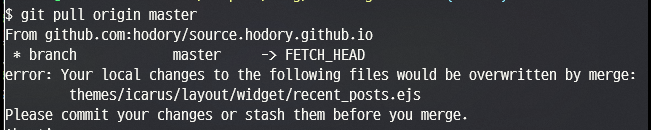 $ git pull origin master
From github.com:hodory/source.hodory.github.io
 * branch            master     -> FETCH_HEAD
error: Your local changes to the following files would be overwritten by merge:
        themes/icarus/layout/widget/recent_posts.ejs
Please commit your changes or stash them before you merge.